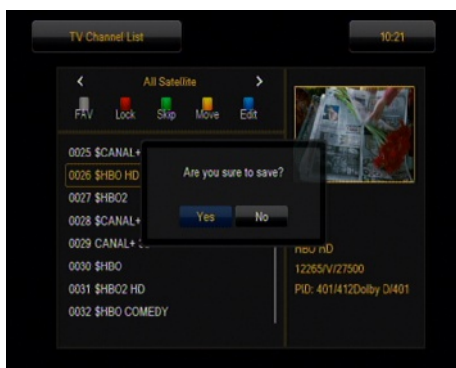 TV Channel List
10:21
All Satellite
FAV Lock Skip Move Edit
0025 $CANAL+
0026 $HBO HD
0027 $HBO2
0028 $CANAL+
0029 CANAL+
0030 $HBO
0031 $HBO2 HD
0032 $HBO COMEDY
Are you sure to save?
Yes No
HBO HD
12265/V/27500
PID: 401/412Dolby D/401